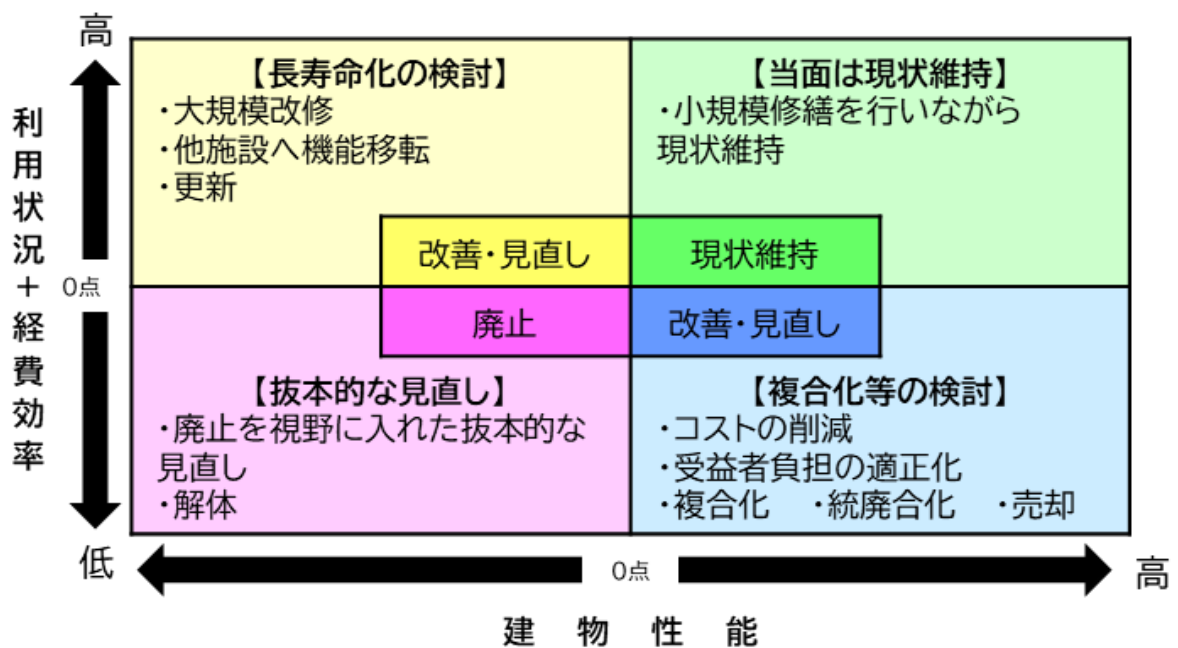 高
利用状況＋経費効率
0点
低
【長寿命化の検討】
・大規模改修
・他施設へ機能移転
・更新
改善・見直し
【当面は現状維持】
・小規模修繕を行いながら
現状維持
現状維持
廃止
【抜本的な見直し】
・廃止を視野に入れた抜本的な
見直し
・解体
改善・見直し
【複合化等の検討】
・コストの削減
・受益者負担の適正化
・複合化　・統廃合化　・売却
0点
高
建物性能